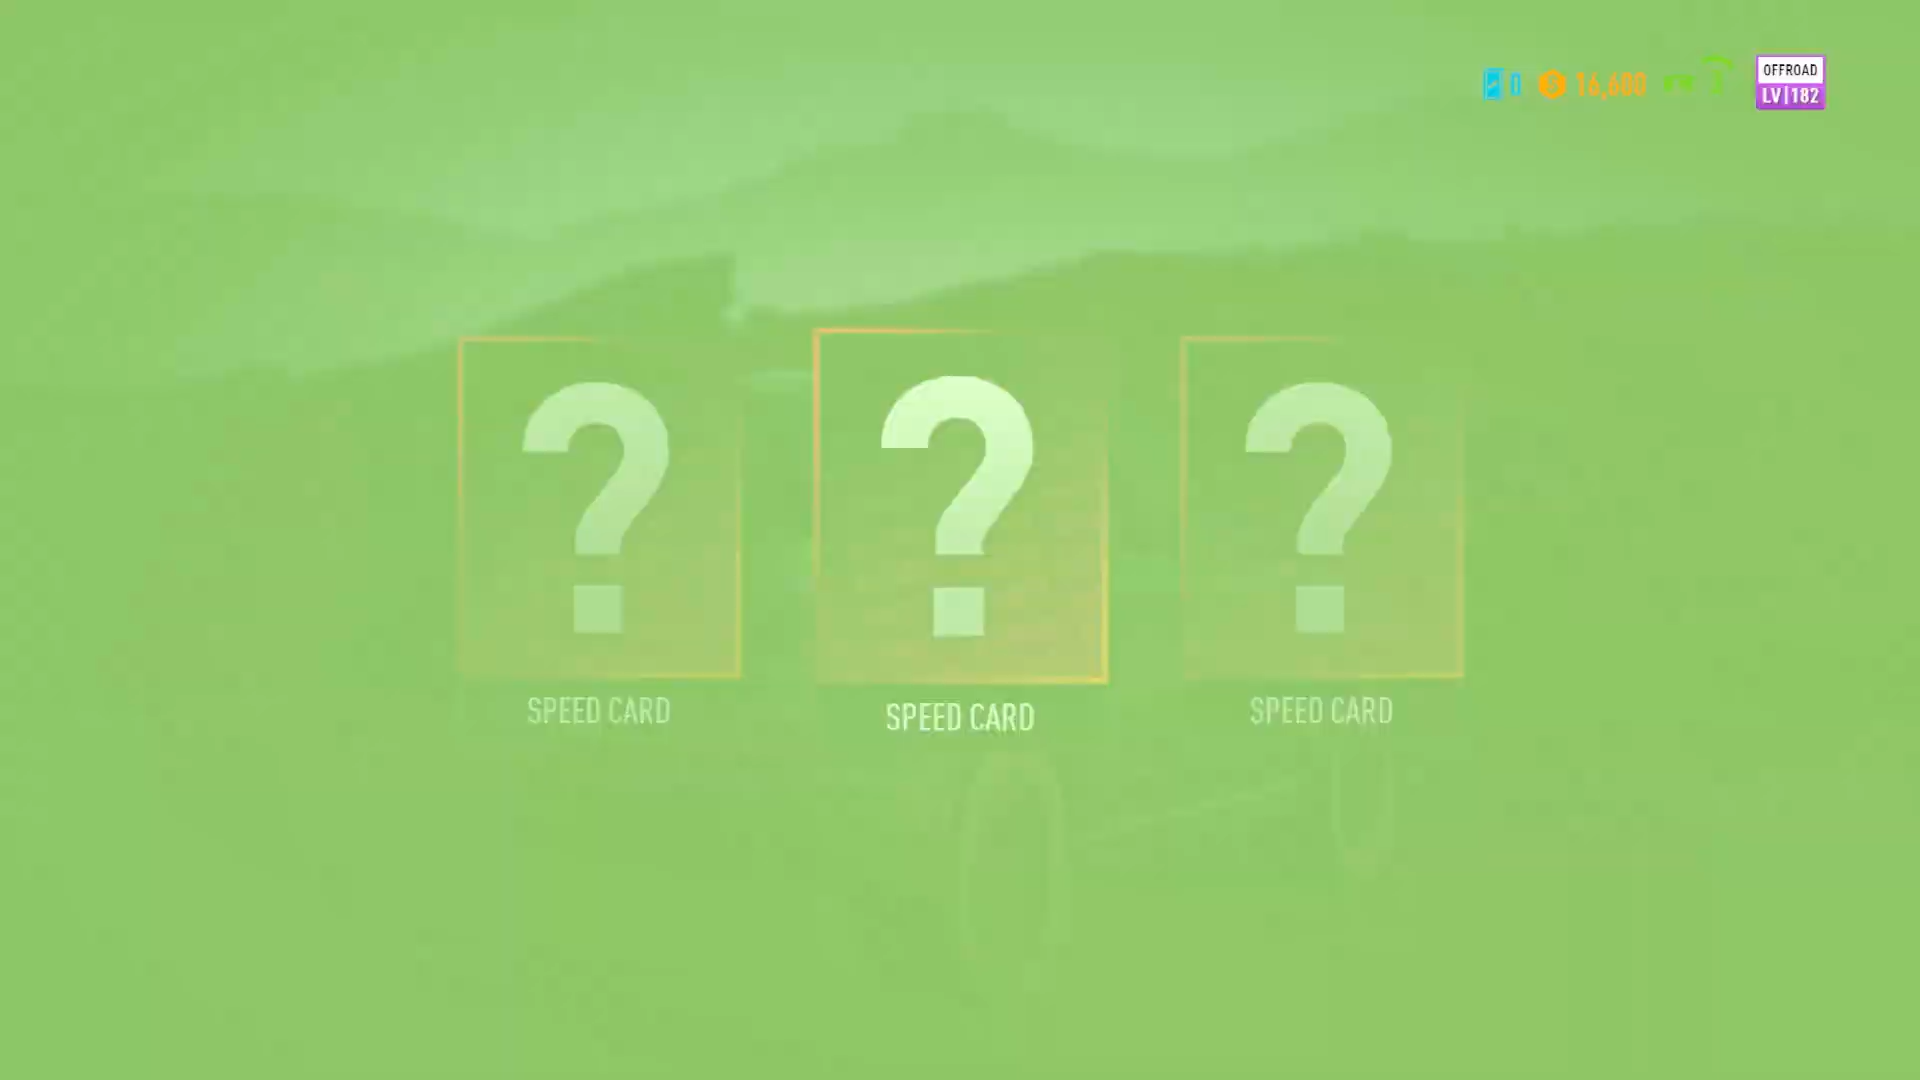 0 16,600
OFFROAD
LV|182
?
?
?
SPEED CARD
SPEED CARD
SPEED CARD